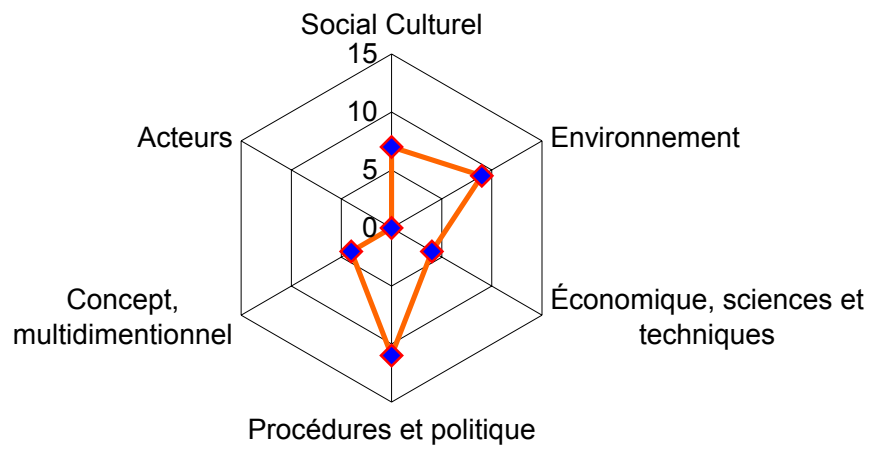 Social Culturel
15
10
5
0
Acteurs
Environnement
Concept,
multidimentionnel
Économique, sciences et
techniques
Procédures et politique